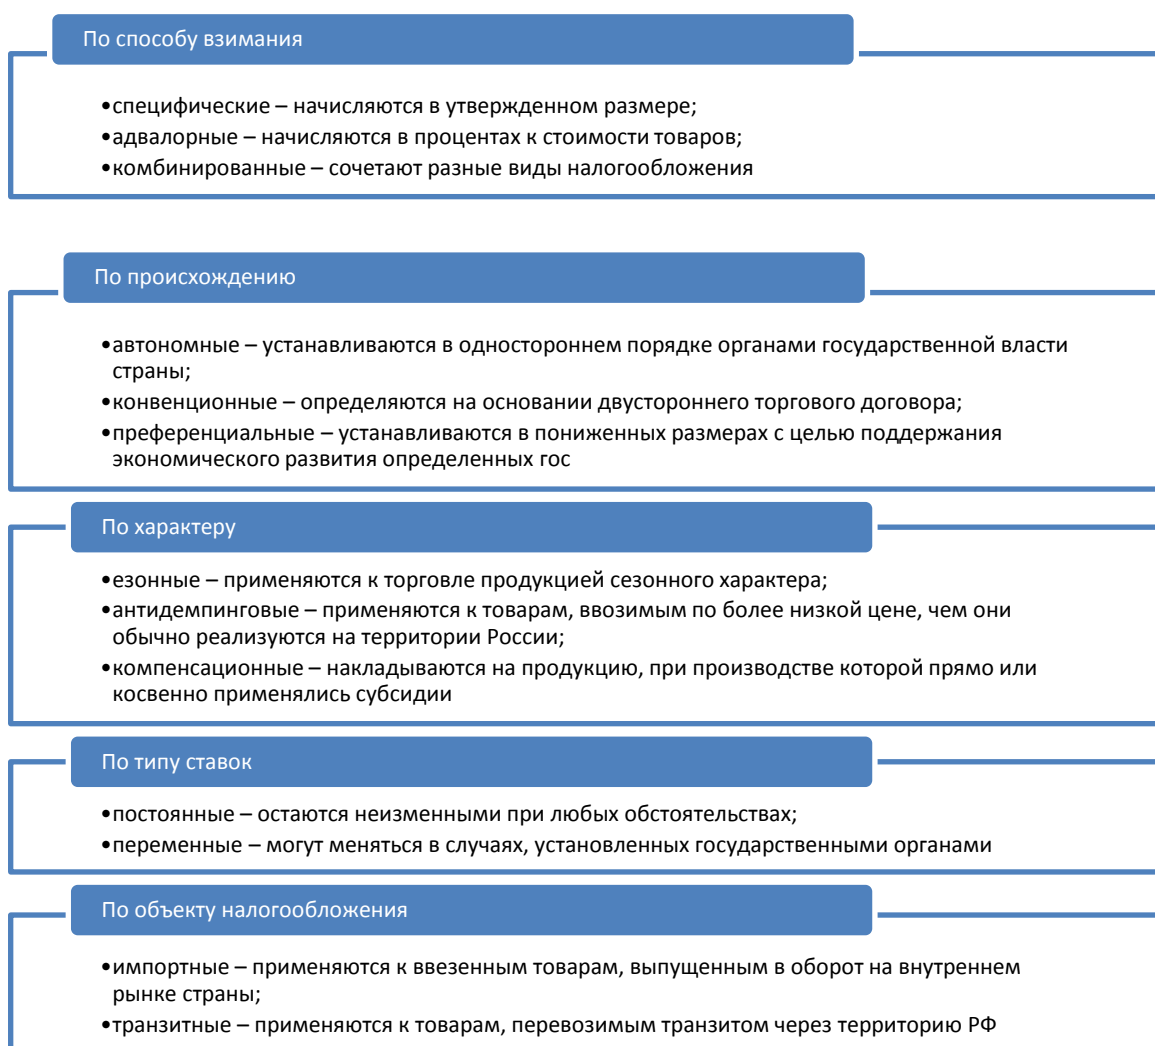 По способу взимания
•специфические – начисляются в утвержденном размере;
•адвалорные – начисляются в процентах к стоимости товаров;
•комбинированные – сочетают разные виды налогообложения
По происхождению
•автономные – устанавливаются в одностороннем порядке органами государственной власти
страны;
•конвенционные – определяются на основании двустороннего торгового договора;
•преференциальные – устанавливаются в пониженных размерах с целью поддержания
экономического развития определенных гос
По характеру
•езонные – применяются к торговле продукцией сезонного характера;
•антидемпинговые – применяются к товарам, ввозимым по более низкой цене, чем они
обычно реализуются на территории России;
•компенсационные – накладываются на продукцию, при производстве которой прямо или
косвенно применялись субсидии
По типу ставок
•постоянные – остаются неизменными при любых обстоятельствах;
•переменные – могут меняться в случаях, установленных государственными органами
По объекту налогообложения
•импортные – применяются к ввезенным товарам, выпущенным в оборот на внутреннем
рынке страны;
•транзитные – применяются к товарам, перевозимым транзитом через территорию РФ